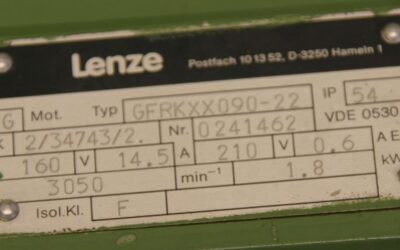 Lenze Postfach 10 13 52, D-3250 Hameln 1
G Mot. Typ GFRKXX090-22 IP 54
K 2/34743/2. Nr. 0241462 VDE 0530
160 V 14.5 A 210 V 0.6 A E
3050 min⁻¹ 1.8 kW
Isol.Kl. F